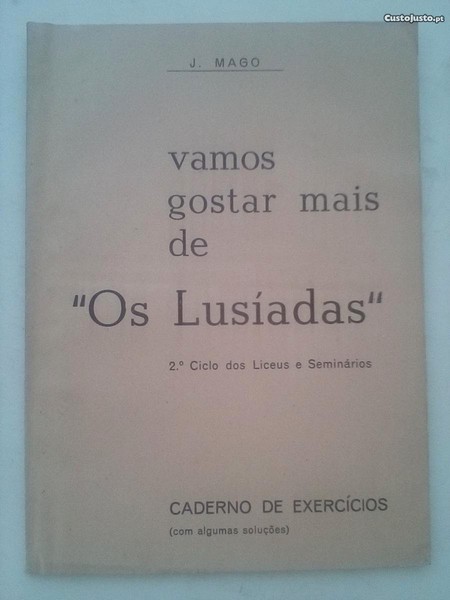 CustoJusto.pt
J. MAGO
vamos
gostar mais
de
"Os Lusíadas"
2.º Ciclo dos Liceus e Seminários
CADERNO DE EXERCÍCIOS
(com algumas soluções)